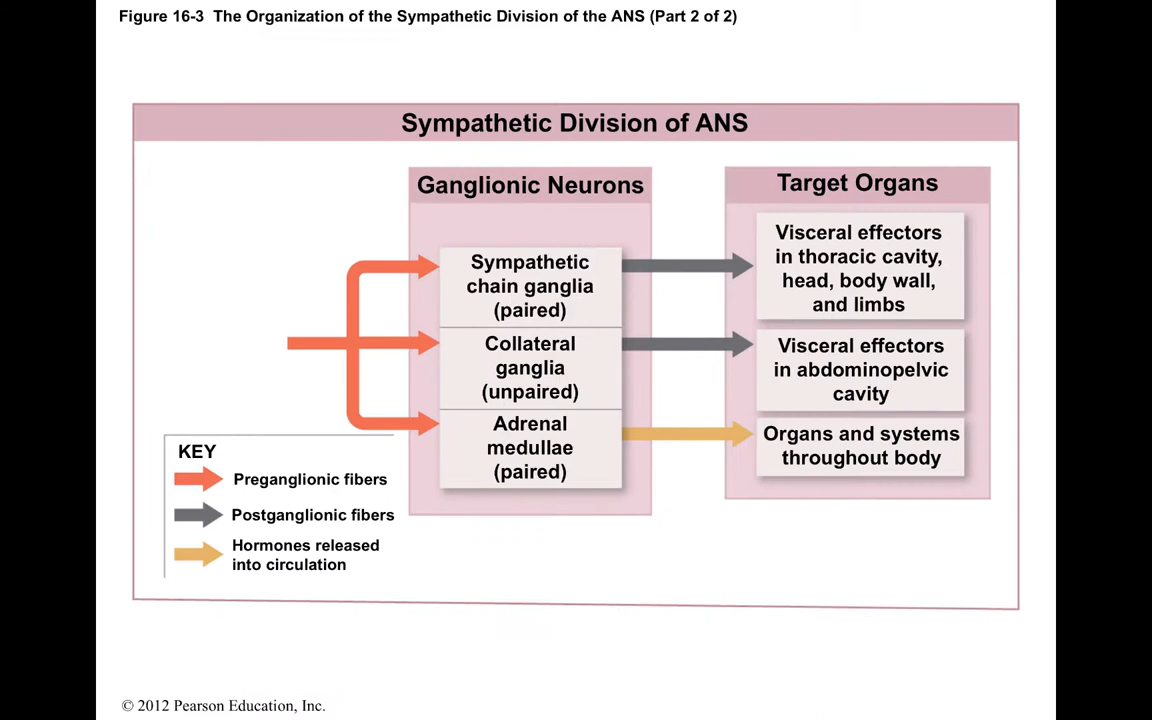 Figure 16-3 The Organization of the Sympathetic Division of the ANS (Part 2 of 2)
Sympathetic Division of ANS
Ganglionic Neurons
Sympathetic
chain ganglia
(paired)
Collateral
ganglia
(unpaired)
Adrenal
medullae
(paired)
Target Organs
Visceral effectors
in thoracic cavity,
head, body wall,
and limbs
Visceral effectors
in abdominopelvic
cavity
Organs and systems
throughout body
KEY
Preganglionic fibers
Postganglionic fibers
Hormones released
into circulation
© 2012 Pearson Education, Inc.